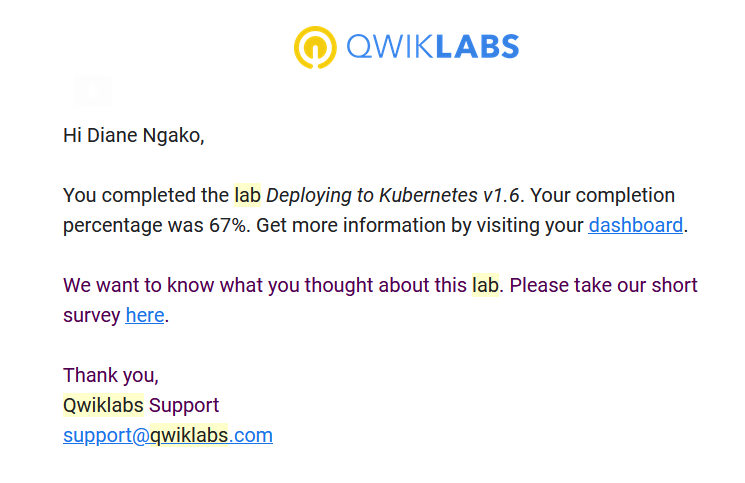 QWIKLABS
Hi Diane Ngako,
You completed the lab Deploying to Kubernetes v1.6. Your completion
percentage was 67%. Get more information by visiting your dashboard.
We want to know what you thought about this lab. Please take our short
survey here.
Thank you,
Qwiklabs Support
support@qwiklabs.com